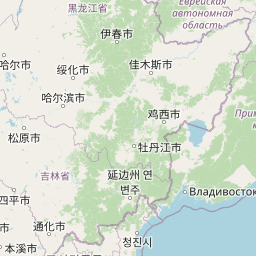 黑龙江省
Еврейская
автономная
область
伊春市
哈尔市
佳木斯市
绥化市
哈尔滨市
鸡西市
При
松原市
牡丹江市
吉林省
延边州 연
변주
Владивосток
四平市
通化市
청진시
本溪市